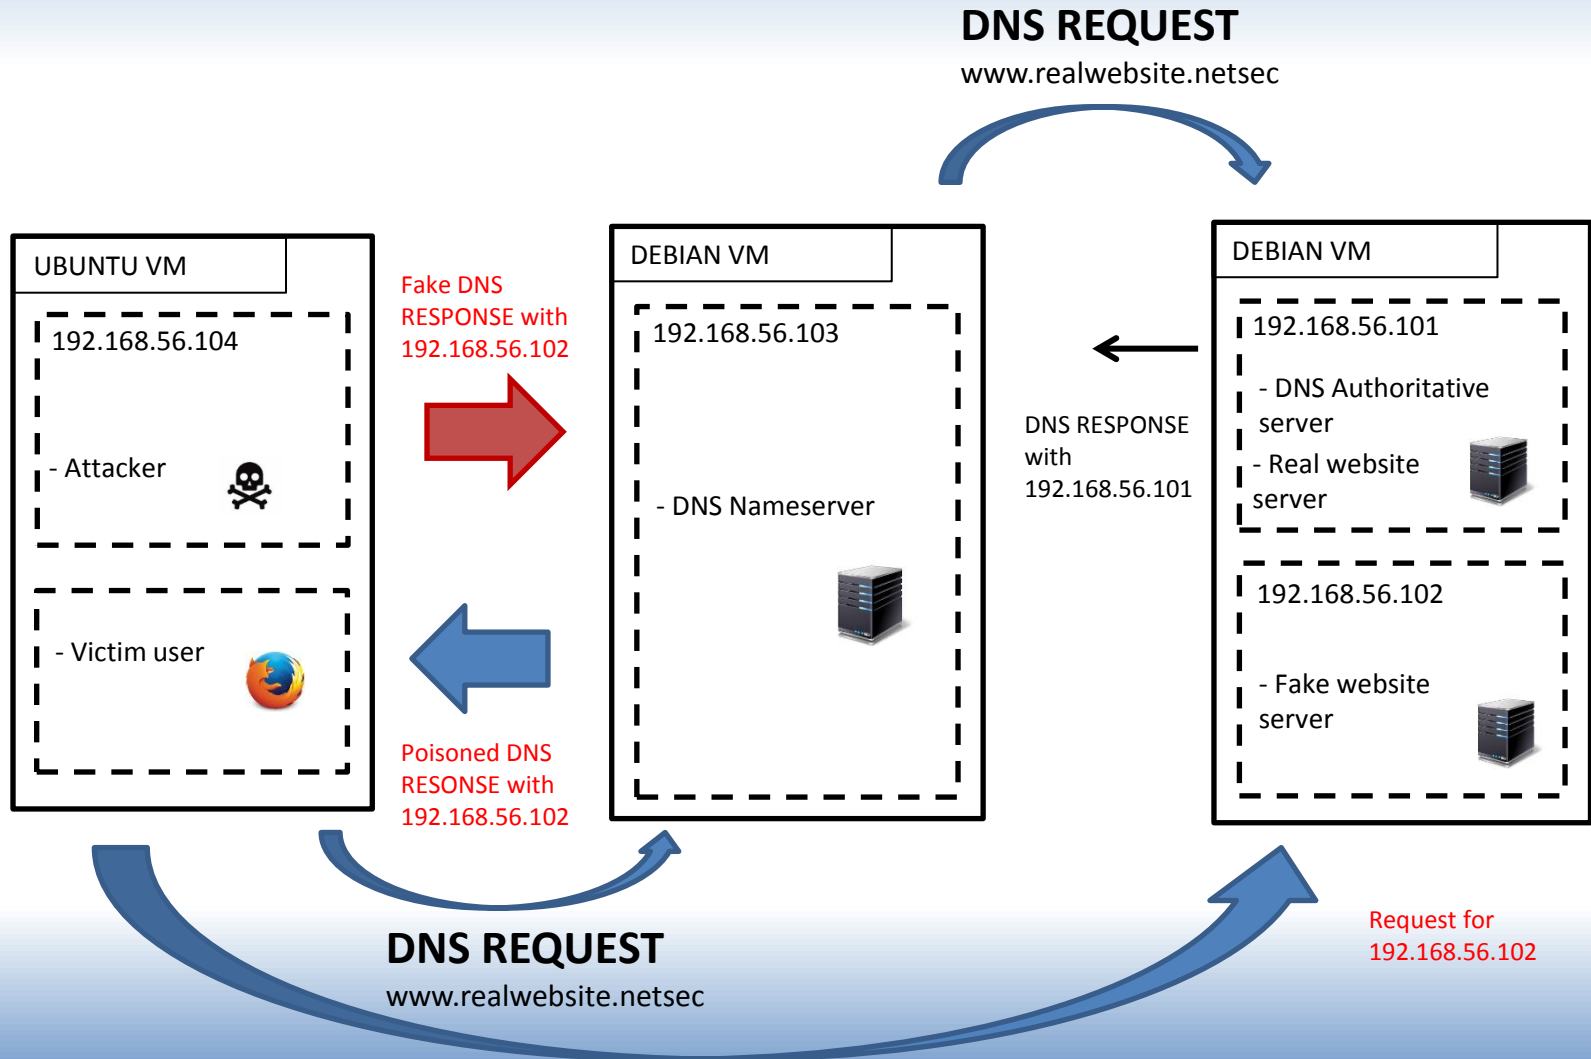 DNS REQUEST
www.realwebsite.netsec
UBUNTU VM
192.168.56.104
- Attacker
- Victim user
Fake DNS
RESPONSE with
192.168.56.102
Poisoned DNS
RESONSE with
192.168.56.102
DEBIAN VM
192.168.56.103
- DNS Nameserver
DNS RESPONSE
with
192.168.56.101
DEBIAN VM
192.168.56.101
- DNS Authoritative
server
- Real website
server
192.168.56.102
- Fake website
server
DNS REQUEST
www.realwebsite.netsec
Request for
192.168.56.102